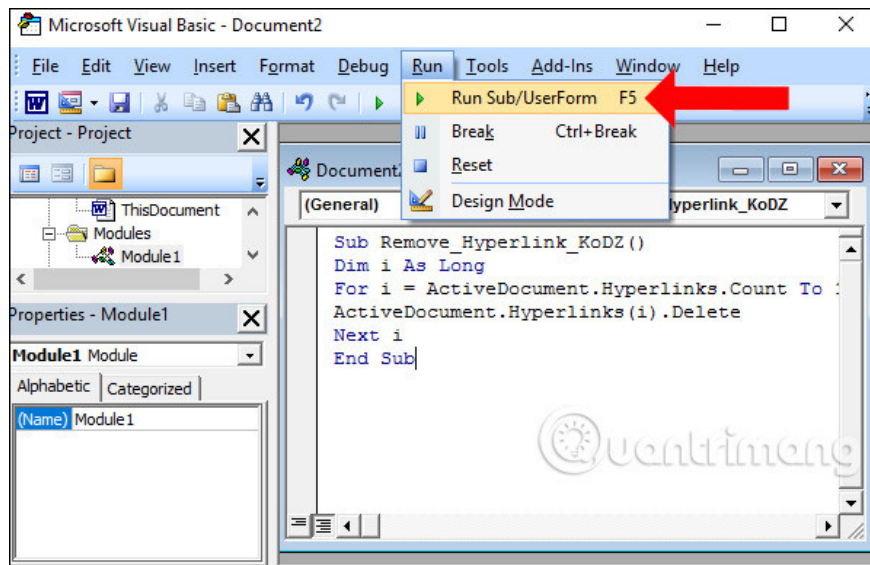 Microsoft Visual Basic - Document2
File Edit View Insert Format Debug Run Tools Add-Ins Window Help
Run Sub/UserForm F5
Break Ctrl+Break
Reset
Design Mode
Project - Project
ThisDocument
Modules
Module1
Properties - Module1
Module1 Module
Alphabetic Categorized
(Name) Module1
(General)
Sub Remove_Hyperlink_KoDZ()
Dim i As Long
For i = ActiveDocument.Hyperlinks.Count To
ActiveDocument.Hyperlinks(i).Delete
Next i
End Sub
Quantrimang